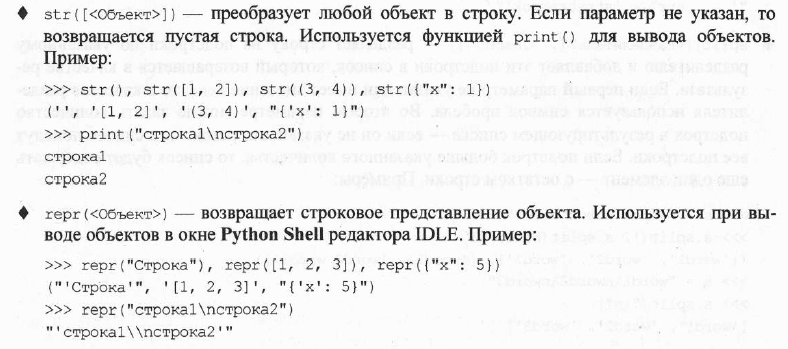 ♦ str([<Объект>]) — преобразует любой объект в строку. Если параметр не указан, то
возвращается пустая строка. Используется функцией print() для вывода объектов.
Пример:
>>> str(), str([1, 2]), str((3, 4)), str({"x": 1})
('', '[1, 2]', '(3, 4)', "{'x': 1}")
>>> print("строка1\nстрока2")
строка1
строка2
♦ repr(<Объект>) — возвращает строковое представление объекта. Используется при вы-
воде объектов в окне Python Shell редактора IDLE. Пример:
>>> repr("Строка"), repr([1, 2, 3]), repr({"x": 5})
("'Строка'", '[1, 2, 3]', "{'x': 5}")
>>> repr("строка1\nстрока2")
"'строка1\\nстрока2'"